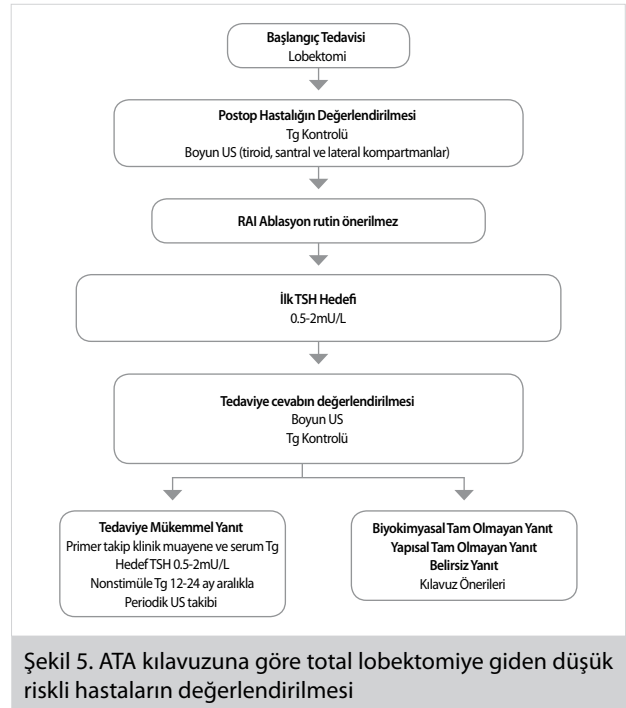 Başlangıç Tedavisi
Lobektomi
Postop Hastalığın Değerlendirilmesi
Tg Kontrolü
Boyun US (tiroid, santral ve lateral kompartmanlar)
RAI Ablasyon rutin önerilmez
İlk TSH Hedefi
0.5-2mU/L
Tedaviye cevabın değerlendirilmesi
Boyun US
Tg Kontrolü
Tedaviye Mükemmel Yanıt
Primer takip klinik muayene ve serum Tg
Hedef TSH 0.5-2mU/L
Nonstimüle Tg 12-24 ay aralıkla
Periodik US takibi
Biyokimyasal Tam Olmayan Yanıt
Yapısal Tam Olmayan Yanıt
Belirsiz Yanıt
Kılavuz Önerileri
Şekil 5. ATA kılavuzuna göre total lobektomiye giden düşük
riskli hastaların değerlendirilmesi